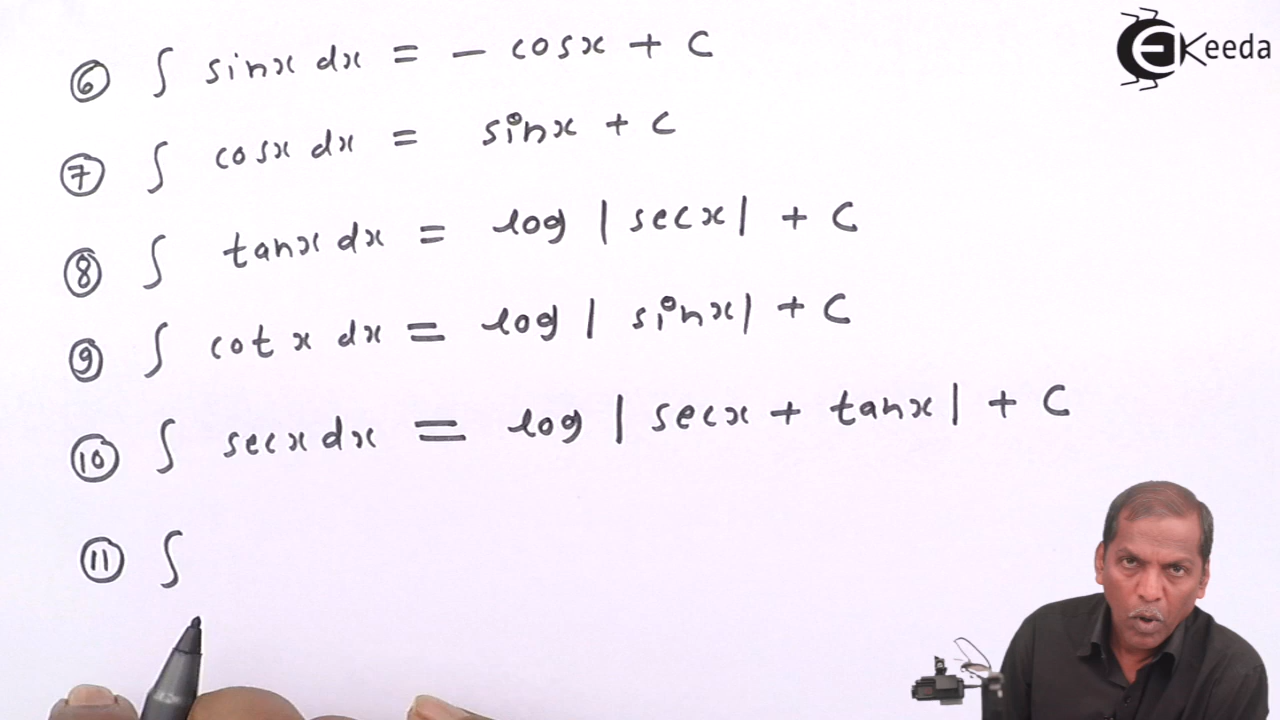 ⑥ ∫ sinx dx = - cosx + C
Keeda
⑦ ∫ cosx dx = sinx + C
⑧ ∫ tanx dx = log |secx| + C
⑨ ∫ cot x dx = log | sinx| + C
⑩ ∫ secx dx = log | secx + tanx| + C
⑪ ∫